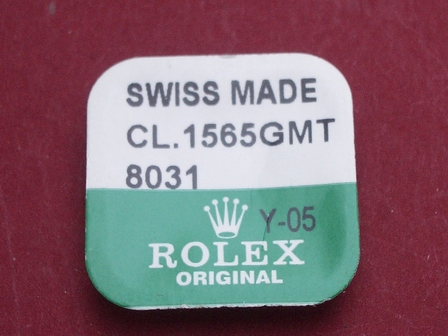 SWISS MADE
CL.1565GMT
8031
Y-05
ROLEX
ORIGINAL